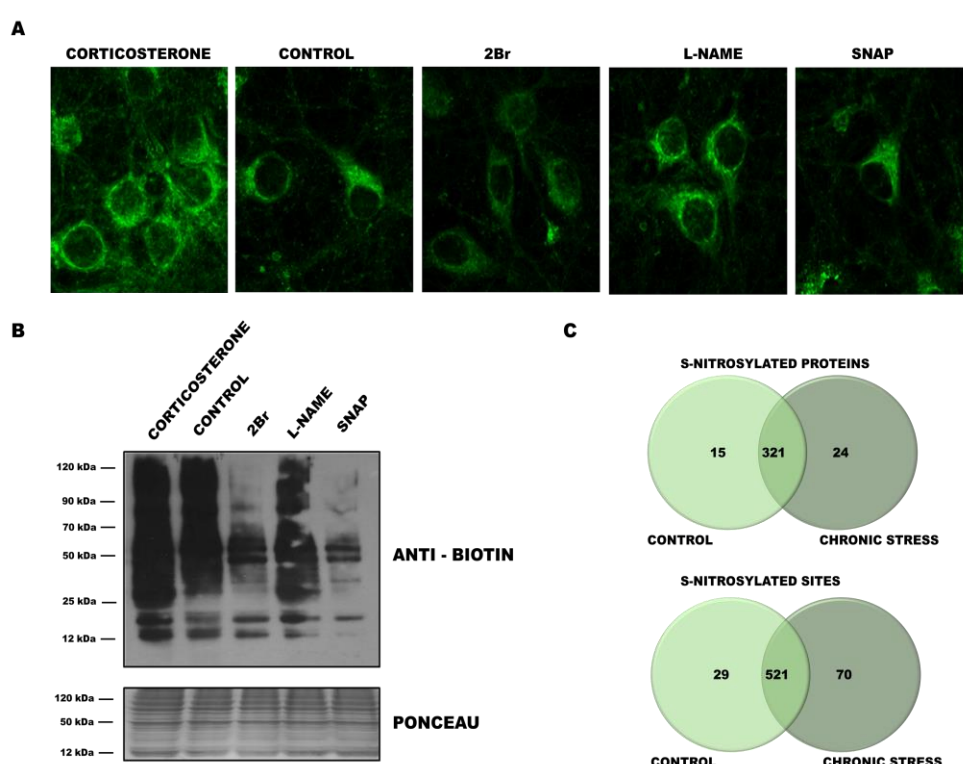 A
CORTICOSTERONE CONTROL 2Br L-NAME SNAP
B
CORTICOSTERONE
CONTROL
2Br
L-NAME
SNAP
120 kDa
90 kDa
70 kDa
50 kDa
25 kDa
12 kDa
ANTI - BIOTIN
120 kDa
50 kDa
12 kDa
PONCEAU
C
S-NITROSYLATED PROTEINS
15 321 24
CONTROL CHRONIC STRESS
S-NITROSYLATED SITES
29 521 70
CONTROL CHRONIC STRESS